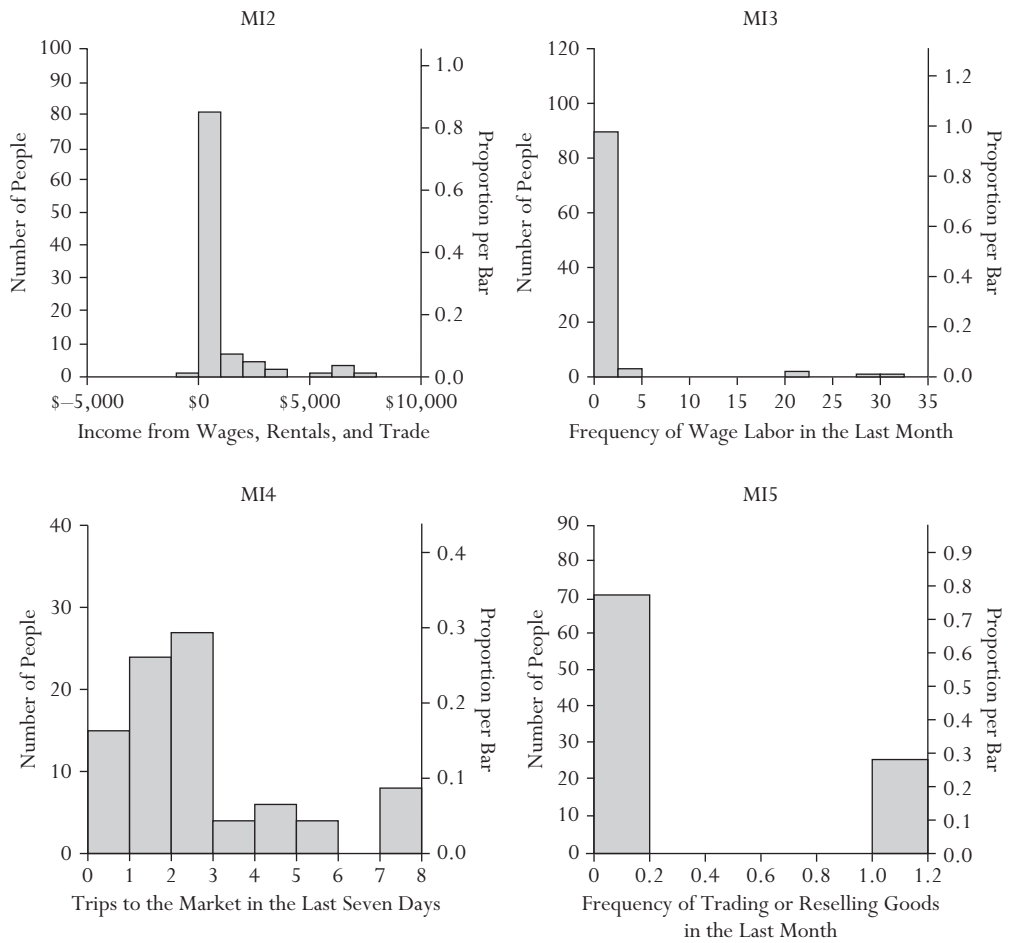 MI2
100
90
80
70
60
50
40
30
20
10
0
Number of People
1.0
0.8
0.6
0.4
0.2
0.0
Proportion per Bar
$–5,000 $0 $5,000 $10,000
Income from Wages, Rentals, and Trade
MI3
120
100
80
60
40
20
0
Number of People
1.2
1.0
0.8
0.6
0.4
0.2
0.0
Proportion per Bar
0 5 10 15 20 25 30 35
Frequency of Wage Labor in the Last Month
MI4
40
30
20
10
0
Number of People
0.4
0.3
0.2
0.1
0.0
Proportion per Bar
0 1 2 3 4 5 6 7 8
Trips to the Market in the Last Seven Days
MI5
90
80
70
60
50
40
30
20
10
0
Number of People
0.9
0.8
0.7
0.6
0.5
0.4
0.3
0.2
0.1
0.0
Proportion per Bar
0 0.2 0.4 0.6 0.8 1.0 1.2
Frequency of Trading or Reselling Goods
in the Last Month